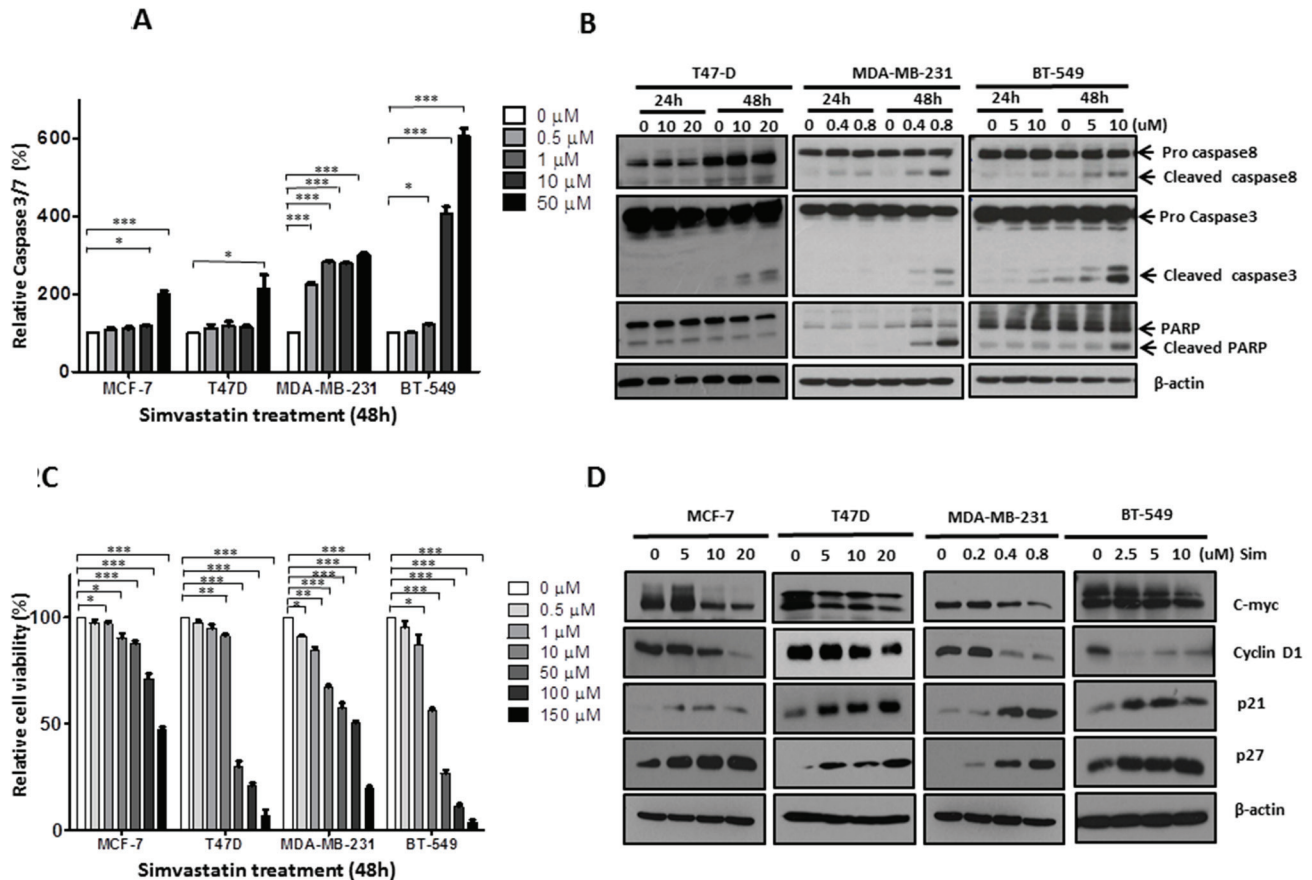 A
Relative Caspase3/7 (%)
600
400
200
0
***
*
*
***
***
***
***
***
***
*
0 μM
0.5 μM
1 μM
10 μM
50 μM
MCF-7 T47D MDA-MB-231 BT-549
Simvastatin treatment (48h)
B
T47-D MDA-MB-231 BT-549
24h 48h 24h 48h 24h 48h
0 10 20 0 10 20 0 0.4 0.8 0 0.4 0.8 0 5 10 0 5 10 (uM)
Pro caspase8
Cleaved caspase8
Pro Caspase3
Cleaved caspase3
PARP
Cleaved PARP
β-actin
C
Relative cell viability (%)
100
50
0
***
***
***
*
*
***
***
***
**
***
***
***
***
**
*
***
***
***
***
*
0 μM
0.5 μM
1 μM
10 μM
50 μM
100 μM
150 μM
MCF-7 T47D MDA-MB-231 BT-549
Simvastatin treatment (48h)
D
MCF-7 T47D MDA-MB-231 BT-549
0 5 10 20 0 5 10 20 0 0.2 0.4 0.8 0 2.5 5 10 (uM) Sim
C-myc
Cyclin D1
p21
p27
β-actin